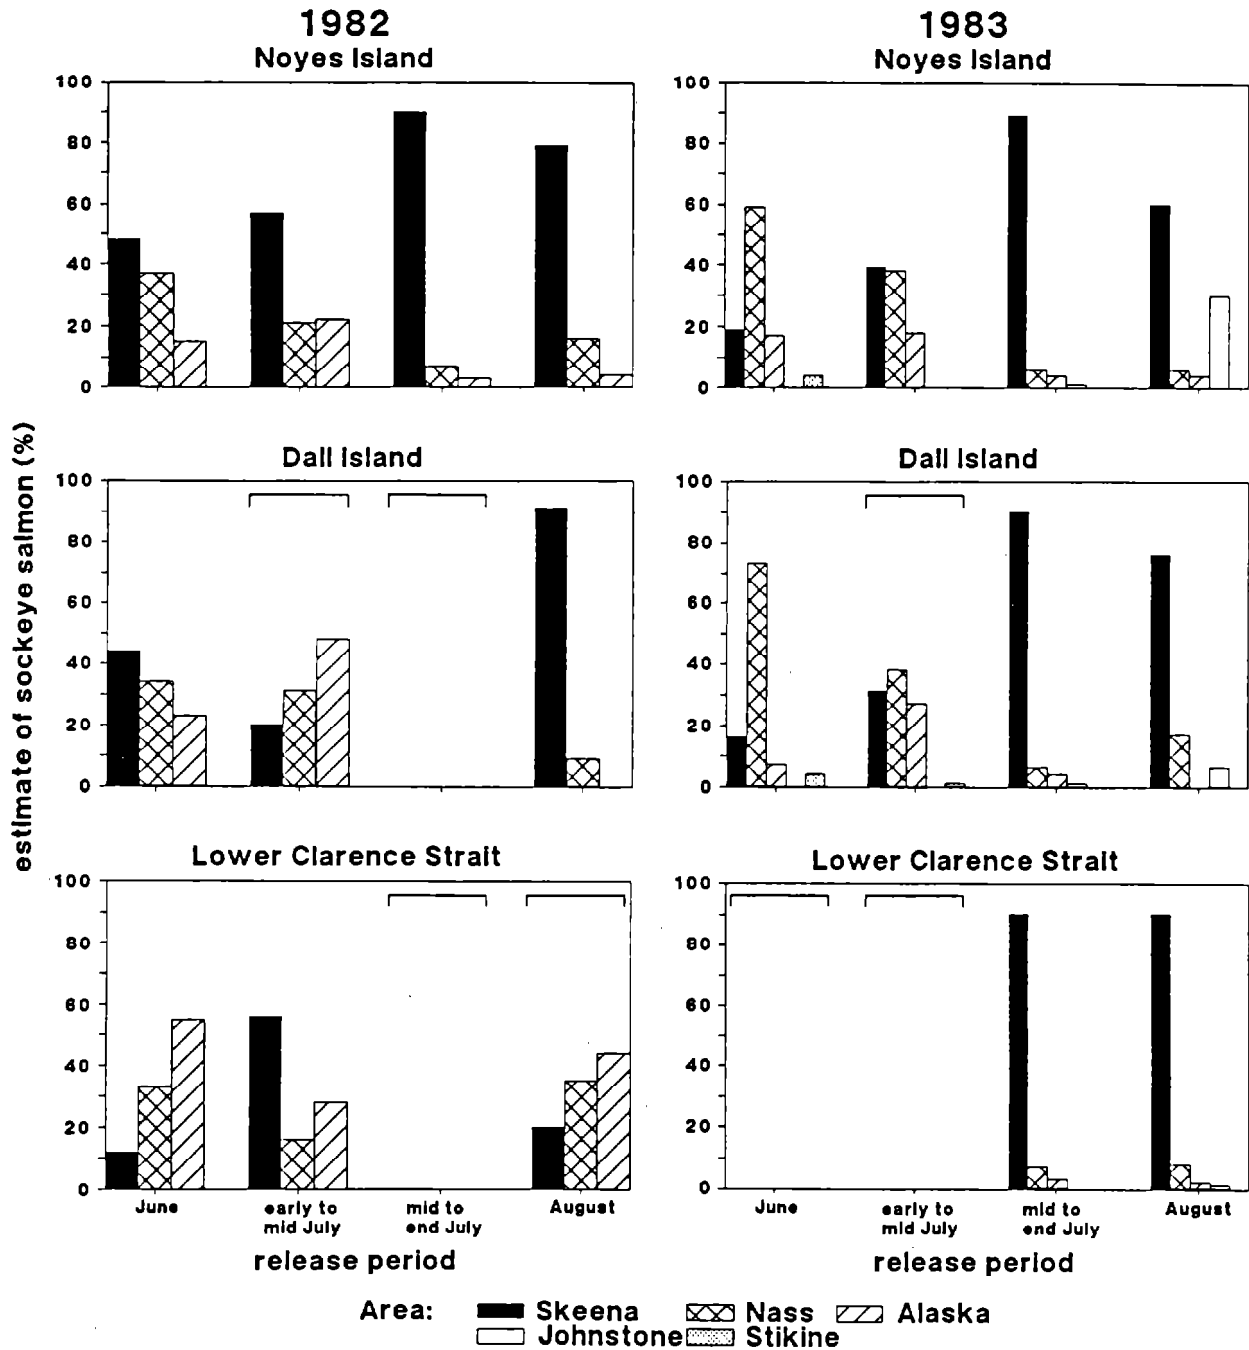 1982
1983
Noyes Island
Noyes Island
100
80
60
40
20
0
100
80
60
40
20
0
Dall Island
Dall Island
100
80
60
40
20
0
100
80
60
40
20
0
estimate of sockeye salmon (%)
Lower Clarence Strait
Lower Clarence Strait
100
80
60
40
20
0
100
80
60
40
20
0
June
early to
mid July
mid to
end July
August
June
early to
mid July
mid to
end July
August
release period
release period
Area: Skeena Nass Alaska
Johnstone Stikine